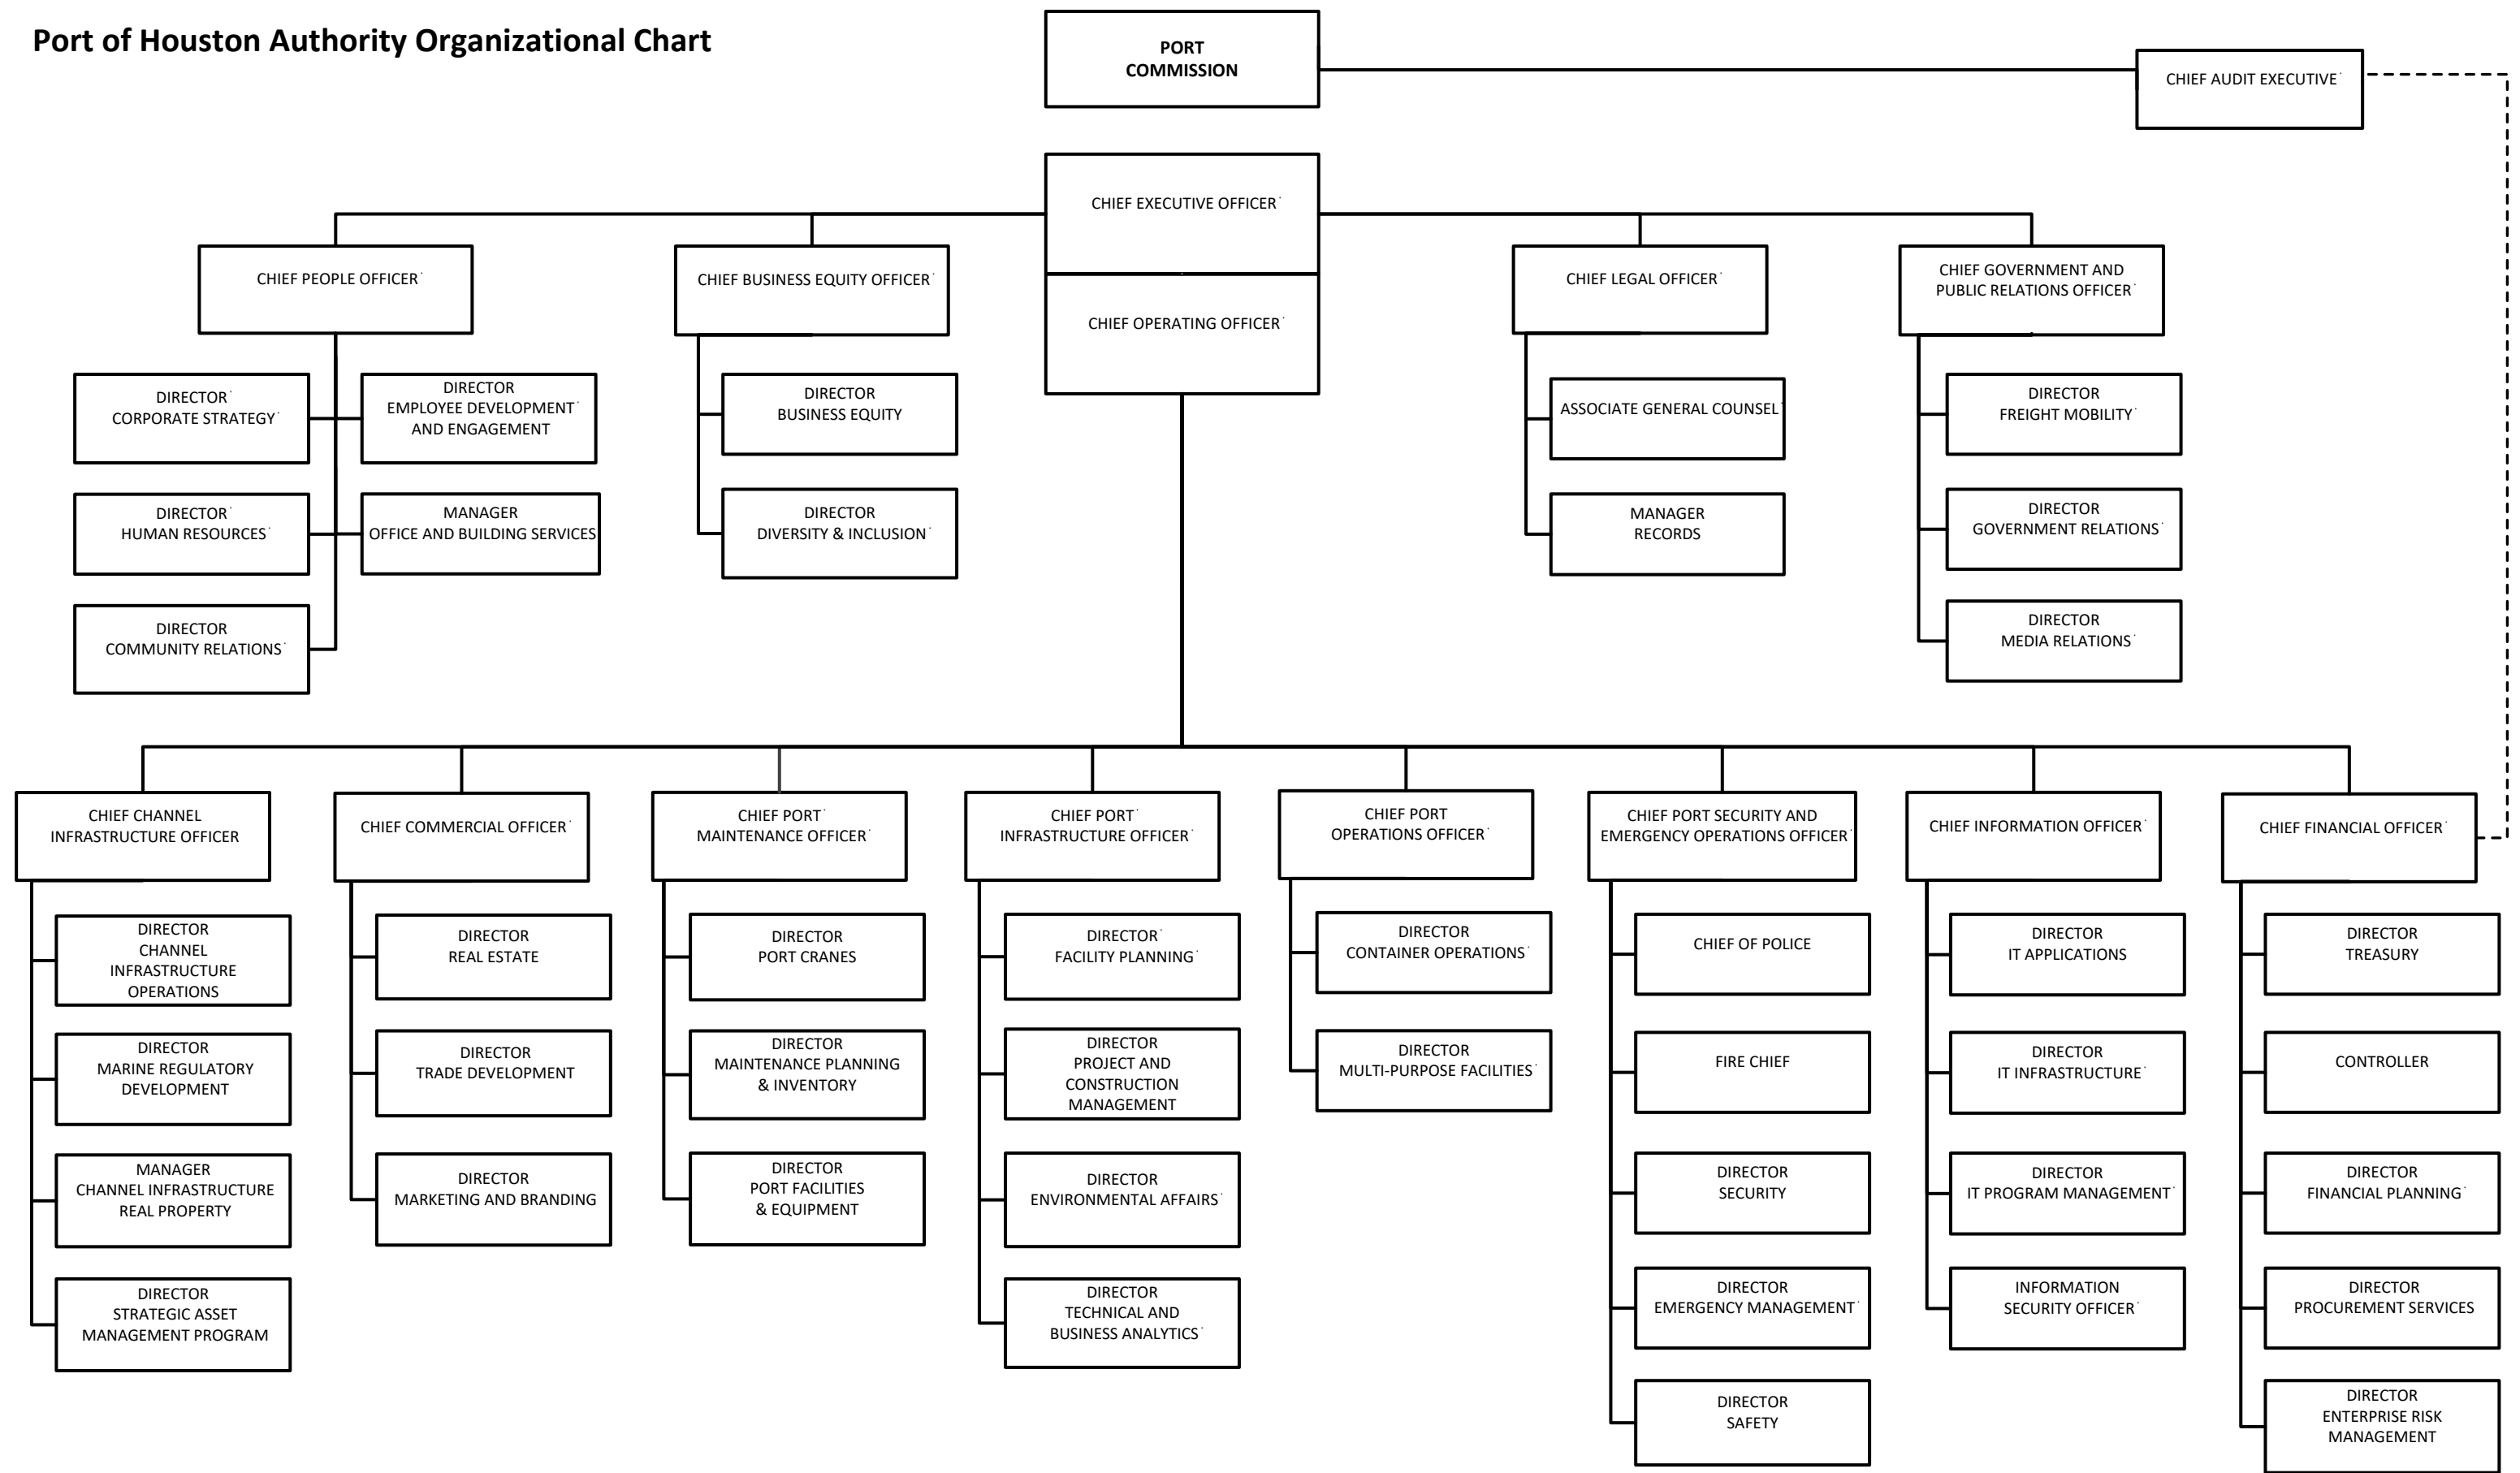 Port of Houston Authority Organizational Chart
PORT
COMMISSION
CHIEF AUDIT EXECUTIVE
CHIEF EXECUTIVE OFFICER
CHIEF OPERATING OFFICER
CHIEF PEOPLE OFFICER
CHIEF BUSINESS EQUITY OFFICER
CHIEF LEGAL OFFICER
CHIEF GOVERNMENT AND
PUBLIC RELATIONS OFFICER
DIRECTOR
CORPORATE STRATEGY
DIRECTOR
EMPLOYEE DEVELOPMENT
AND ENGAGEMENT
DIRECTOR
HUMAN RESOURCES
MANAGER
OFFICE AND BUILDING SERVICES
DIRECTOR
COMMUNITY RELATIONS
DIRECTOR
BUSINESS EQUITY
DIRECTOR
DIVERSITY & INCLUSION
ASSOCIATE GENERAL COUNSEL
MANAGER
RECORDS
DIRECTOR
FREIGHT MOBILITY
DIRECTOR
GOVERNMENT RELATIONS
DIRECTOR
MEDIA RELATIONS
CHIEF CHANNEL
INFRASTRUCTURE OFFICER
DIRECTOR
CHANNEL
INFRASTRUCTURE
OPERATIONS
DIRECTOR
MARINE REGULATORY
DEVELOPMENT
MANAGER
CHANNEL INFRASTRUCTURE
REAL PROPERTY
DIRECTOR
STRATEGIC ASSET
MANAGEMENT PROGRAM
CHIEF COMMERCIAL OFFICER
DIRECTOR
REAL ESTATE
DIRECTOR
TRADE DEVELOPMENT
DIRECTOR
MARKETING AND BRANDING
CHIEF PORT
MAINTENANCE OFFICER
DIRECTOR
PORT CRANES
DIRECTOR
MAINTENANCE PLANNING
& INVENTORY
DIRECTOR
PORT FACILITIES
& EQUIPMENT
CHIEF PORT
INFRASTRUCTURE OFFICER
DIRECTOR
FACILITY PLANNING
DIRECTOR
PROJECT AND
CONSTRUCTION
MANAGEMENT
DIRECTOR
ENVIRONMENTAL AFFAIRS
DIRECTOR
TECHNICAL AND
BUSINESS ANALYTICS
CHIEF PORT
OPERATIONS OFFICER
DIRECTOR
CONTAINER OPERATIONS
DIRECTOR
MULTI-PURPOSE FACILITIES
CHIEF PORT SECURITY AND
EMERGENCY OPERATIONS OFFICER
CHIEF OF POLICE
FIRE CHIEF
DIRECTOR
SECURITY
DIRECTOR
EMERGENCY MANAGEMENT
DIRECTOR
SAFETY
CHIEF INFORMATION OFFICER
DIRECTOR
IT APPLICATIONS
DIRECTOR
IT INFRASTRUCTURE
DIRECTOR
IT PROGRAM MANAGEMENT
INFORMATION
SECURITY OFFICER
CHIEF FINANCIAL OFFICER
DIRECTOR
TREASURY
CONTROLLER
DIRECTOR
FINANCIAL PLANNING
DIRECTOR
PROCUREMENT SERVICES
DIRECTOR
ENTERPRISE RISK
MANAGEMENT